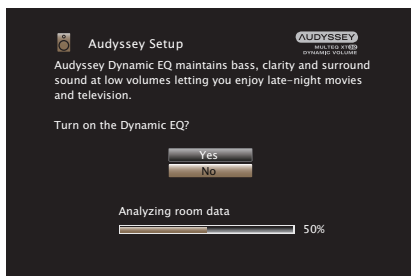 Audyssey Setup
AUDYSSEY
MULTEQ XT32
DYNAMIC VOLUME
Audyssey Dynamic EQ maintains bass, clarity and surround
sound at low volumes letting you enjoy late-night movies
and television.
Turn on the Dynamic EQ?
Yes
No
Analyzing room data
50%